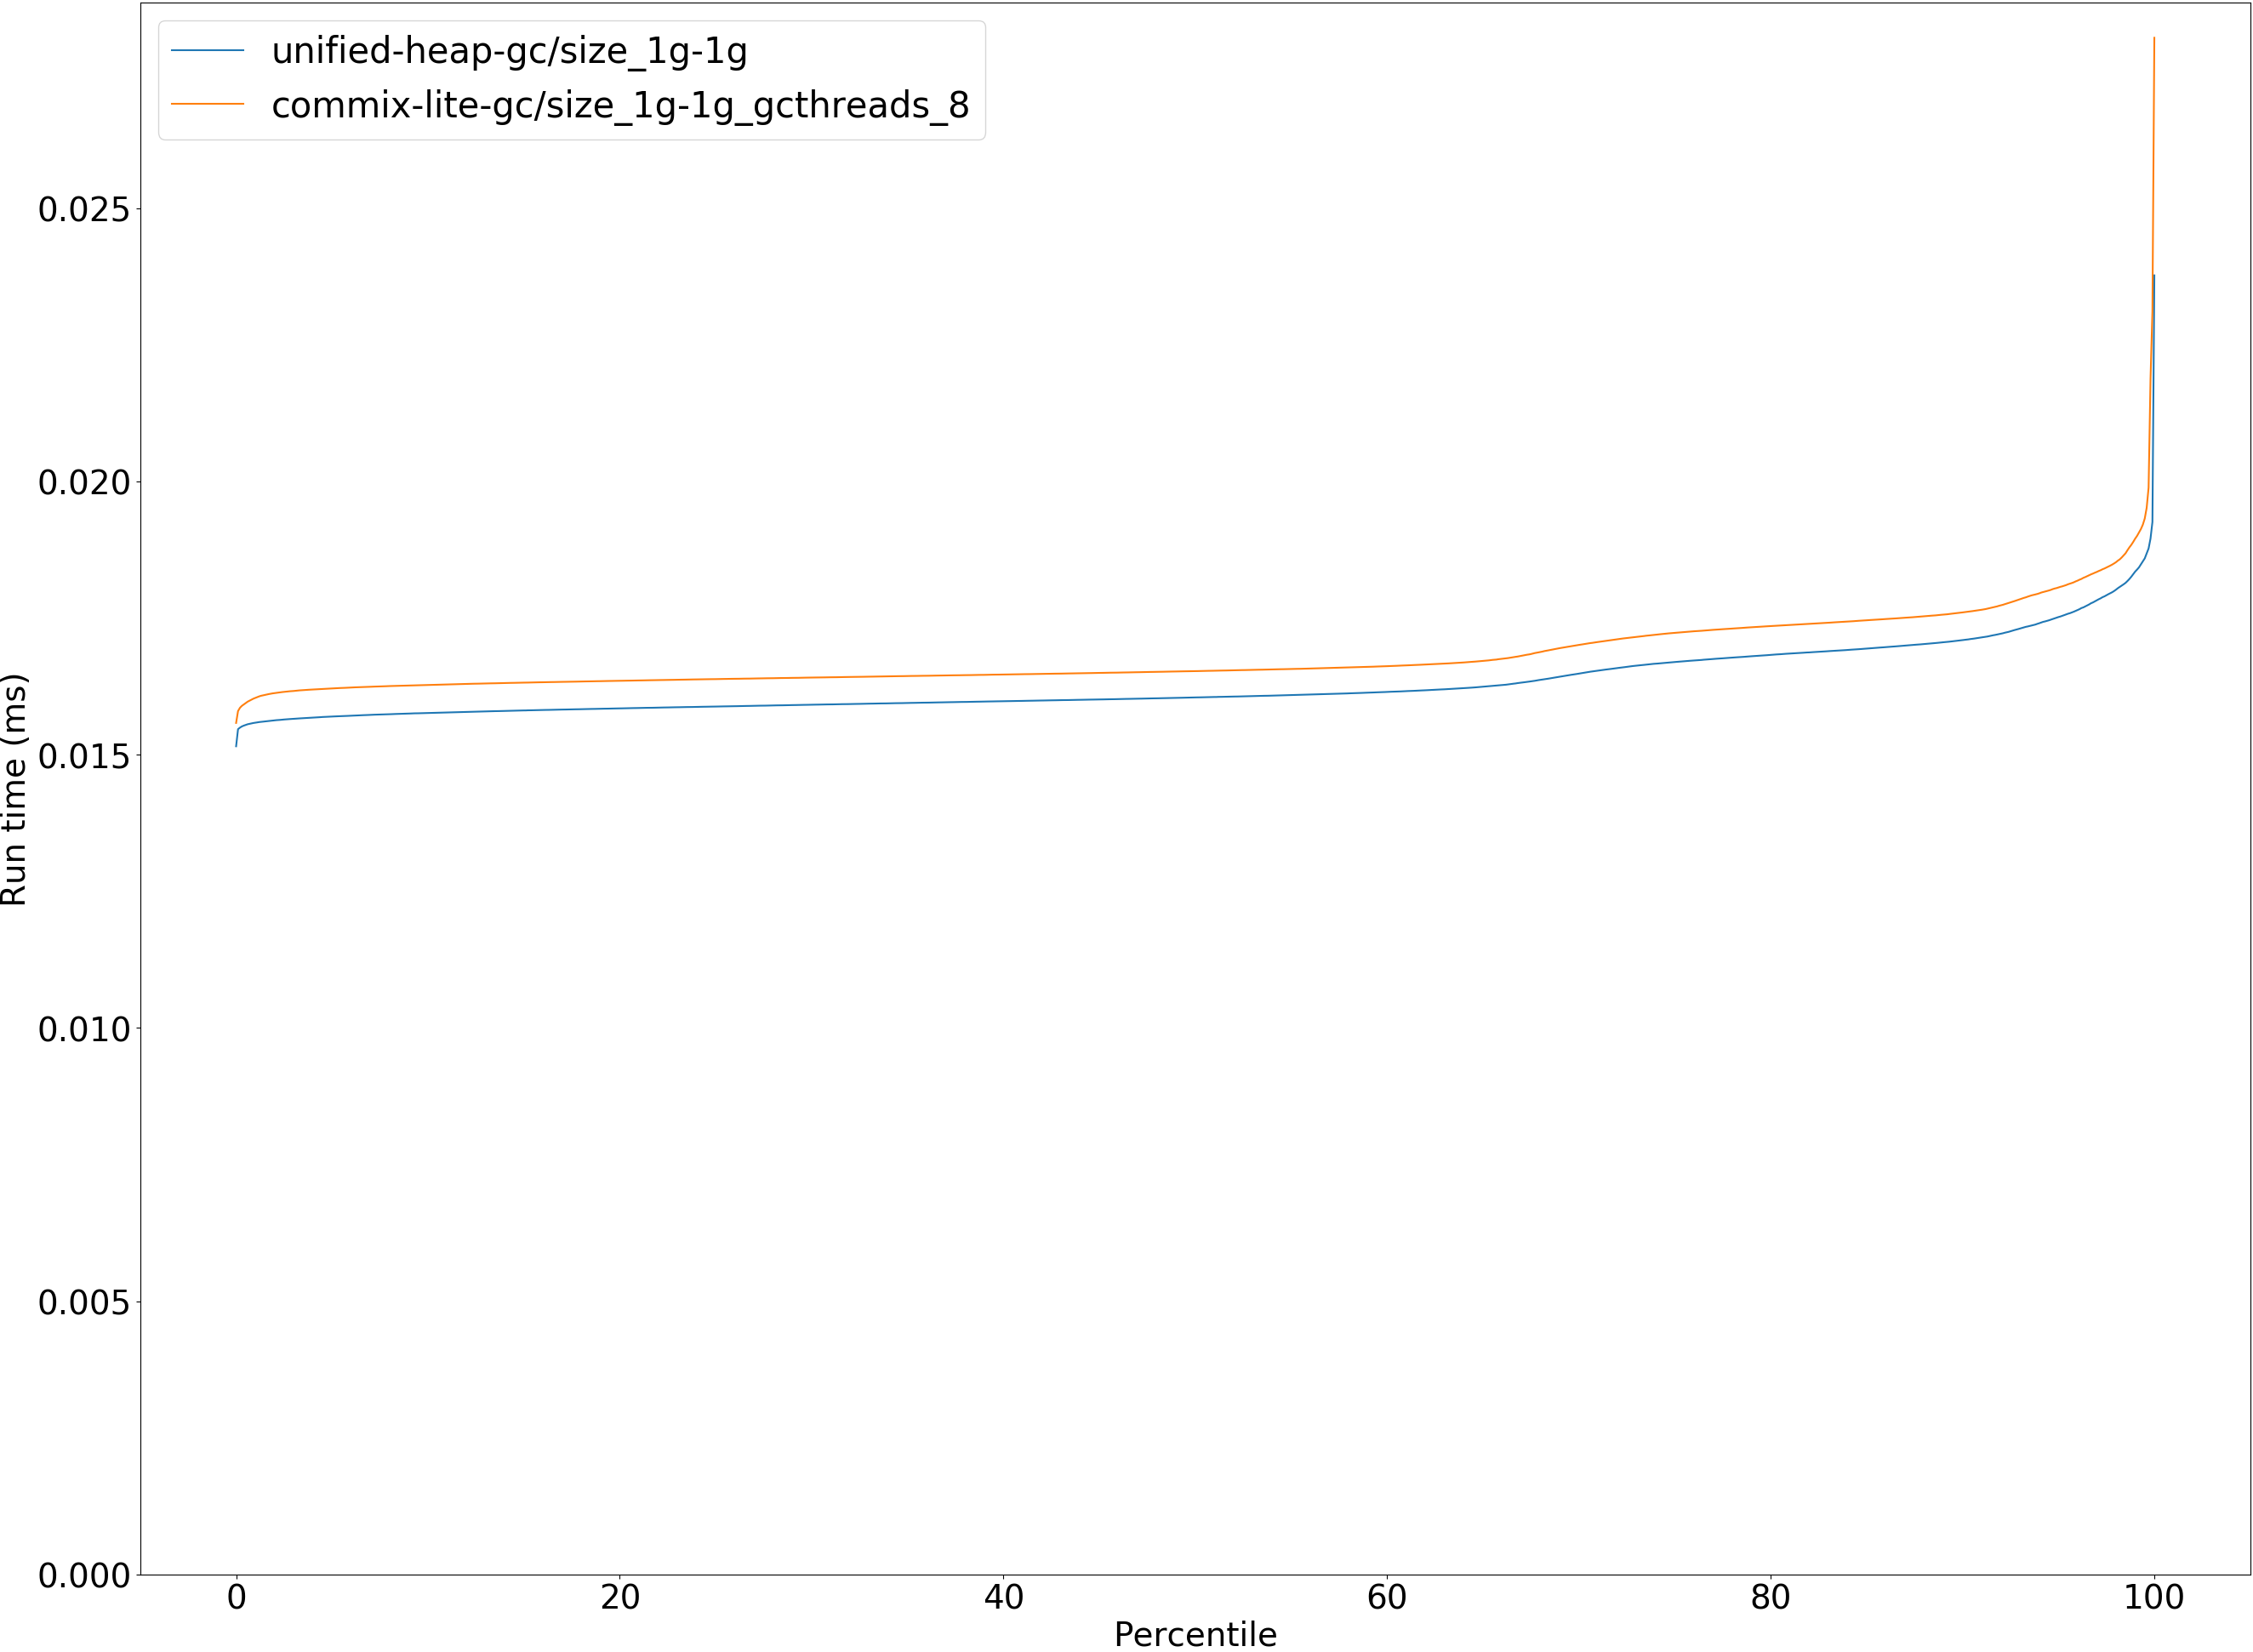 unified-heap-gc/size_1g-1g
commix-lite-gc/size_1g-1g_gcthreads_8
0.025
0.020
0.015
0.010
0.005
0.000
Run time (ms)
0 20 40 60 80 100
Percentile